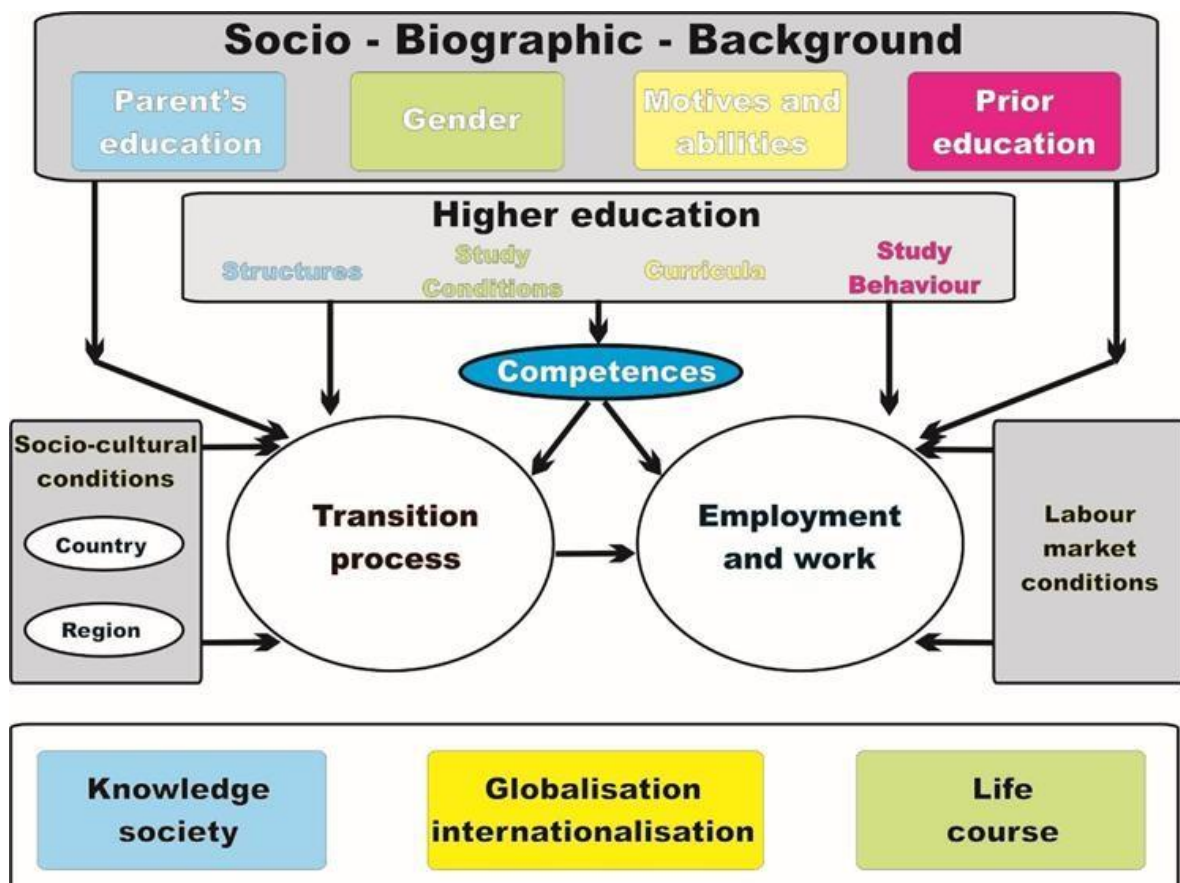 Socio - Biographic - Background
Parent's
education
Gender
Motives and
abilities
Prior
education
Higher education
Structures
Study
Conditions
Curricula
Study
Behaviour
Competences
Socio-cultural
conditions
Country
Region
Transition
process
Employment
and work
Labour
market
conditions
Knowledge
society
Globalisation
internationalisation
Life
course